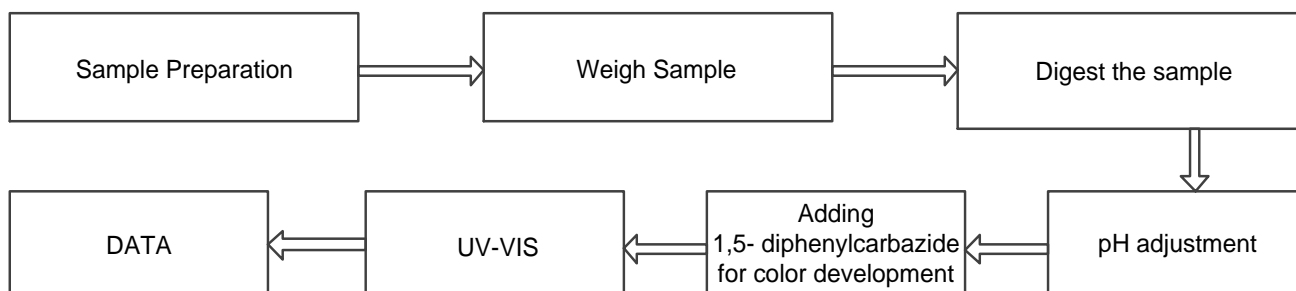 Sample Preparation
Weigh Sample
Digest the sample
pH adjustment
Adding
1,5- diphenylcarbazide
for color development
UV-VIS
DATA